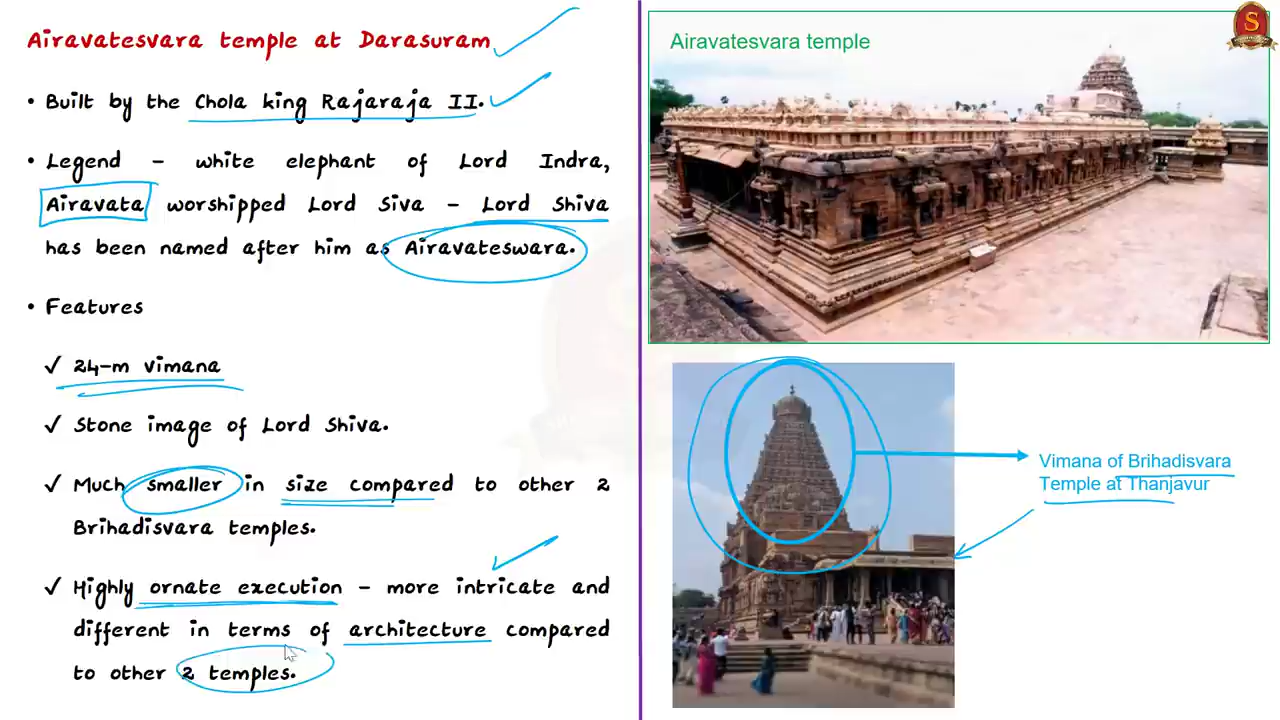 Airavatesvara temple at Darasuram
• Built by the Chola king Rajaraja II.
• Legend – white elephant of Lord Indra,
Airavata worshipped Lord Siva – Lord Shiva
has been named after him as Airavateswara.
• Features
✓ 24-m vimana
✓ Stone image of Lord Shiva.
✓ Much smaller in size compared to other 2
Brihadisvara temples.
✓ Highly ornate execution – more intricate and
different in terms of architecture compared
to other 2 temples.
Airavatesvara temple
S
Vimana of Brihadisvara
Temple at Thanjavur